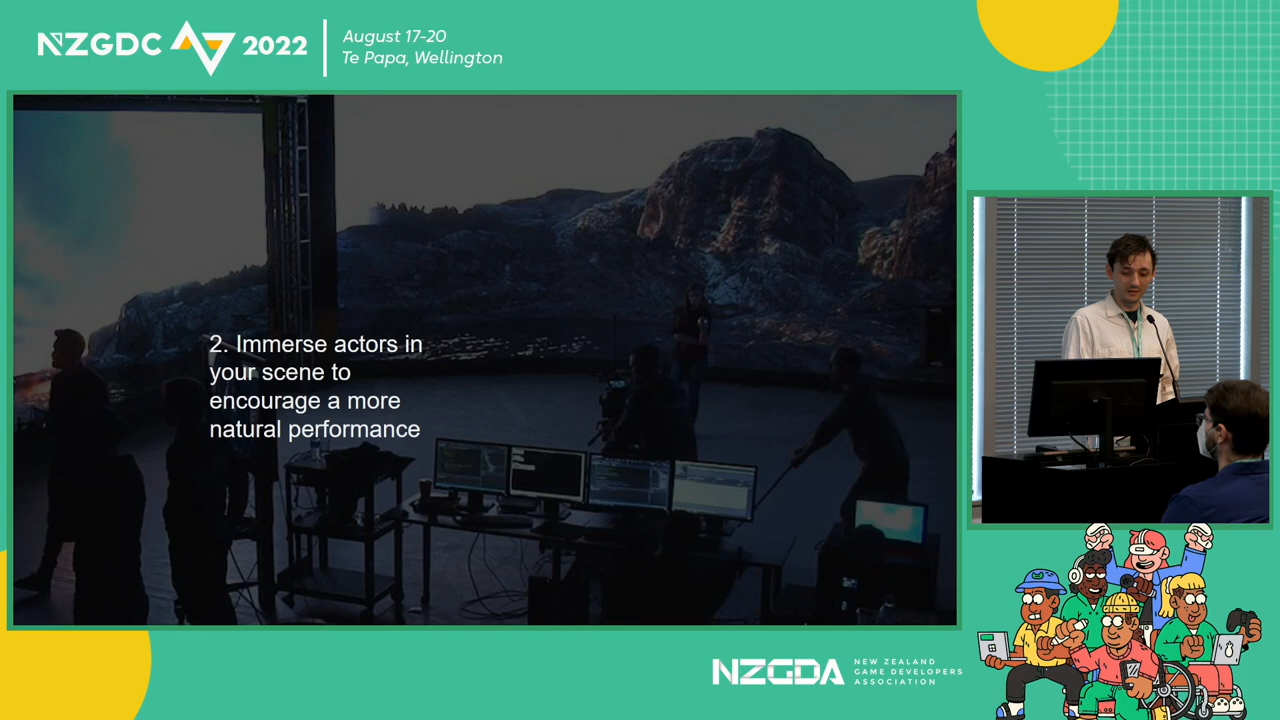 NZGDC 2022
August 17-20
Te Papa, Wellington
2. Immerse actors in
your scene to
encourage a more
natural performance
NZGDA
NEW ZEALAND
GAME DEVELOPERS
ASSOCIATION